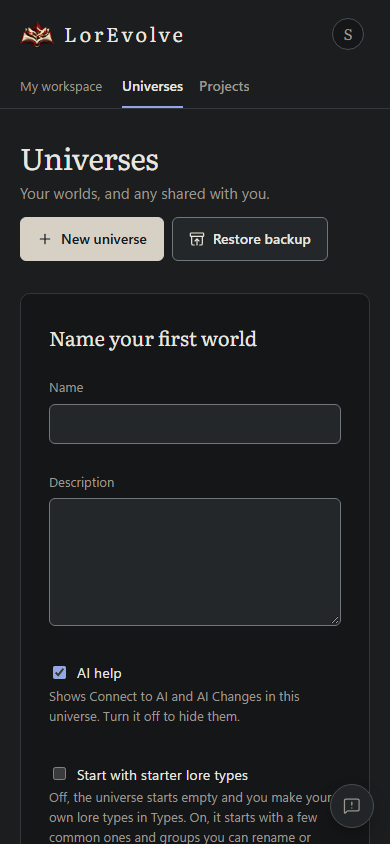 LorEvolve
S
My workspace
Universes
Projects
Universes
Your worlds, and any shared with you.
New universe
Restore backup
Name your first world
Name
Description
AI help
Shows Connect to AI and AI Changes in this
universe. Turn it off to hide them.
Start with starter lore types
Off, the universe starts empty and you make your
own lore types in Types. On, it starts with a few
common ones and groups you can rename or